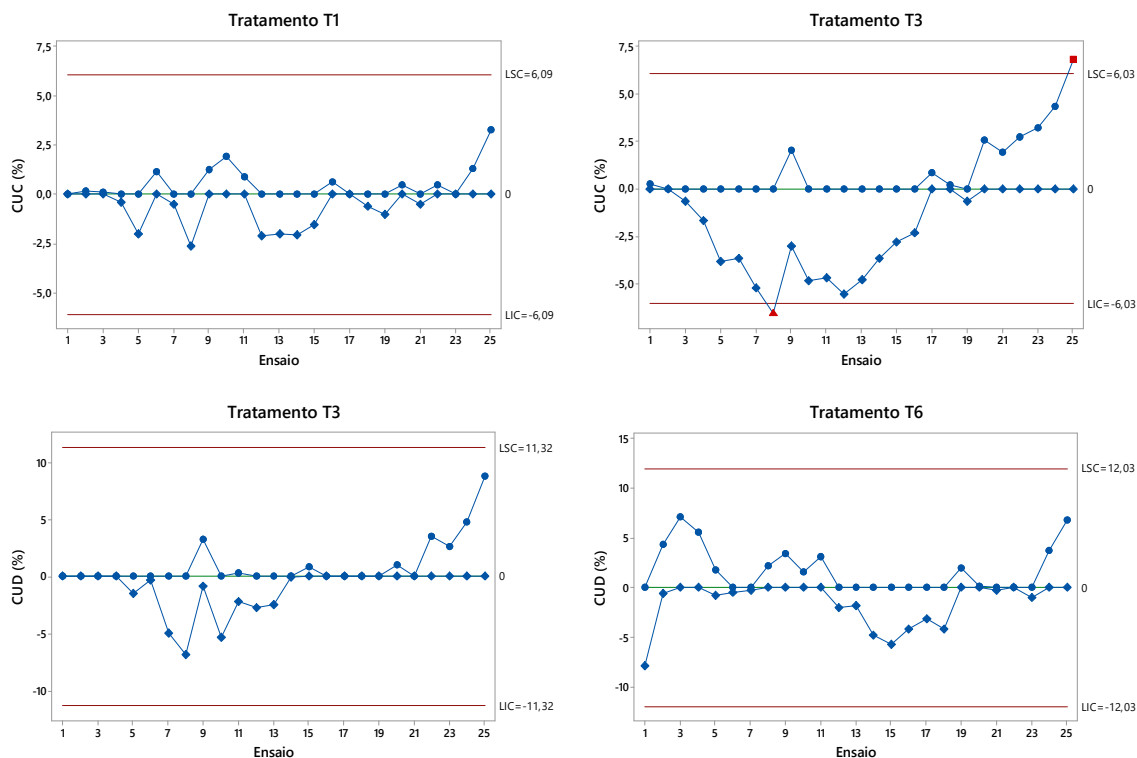 Tratamento T1
CUC (%)
7,5
5,0
2,5
0,0
-2,5
-5,0
LSC=6,09
0
LIC=-6,09
1 3 5 7 9 11 13 15 17 19 21 23 25
Ensaio
Tratamento T3
CUC (%)
7,5
5,0
2,5
0,0
-2,5
-5,0
LSC=6,03
0
LIC=-6,03
1 3 5 7 9 11 13 15 17 19 21 23 25
Ensaio
Tratamento T3
CUD (%)
10
5
0
-5
-10
LSC=11,32
0
LIC=-11,32
1 3 5 7 9 11 13 15 17 19 21 23 25
Ensaio
Tratamento T6
CUD (%)
15
10
5
0
-5
-10
LSC=12,03
0
LIC=-12,03
1 3 5 7 9 11 13 15 17 19 21 23 25
Ensaio